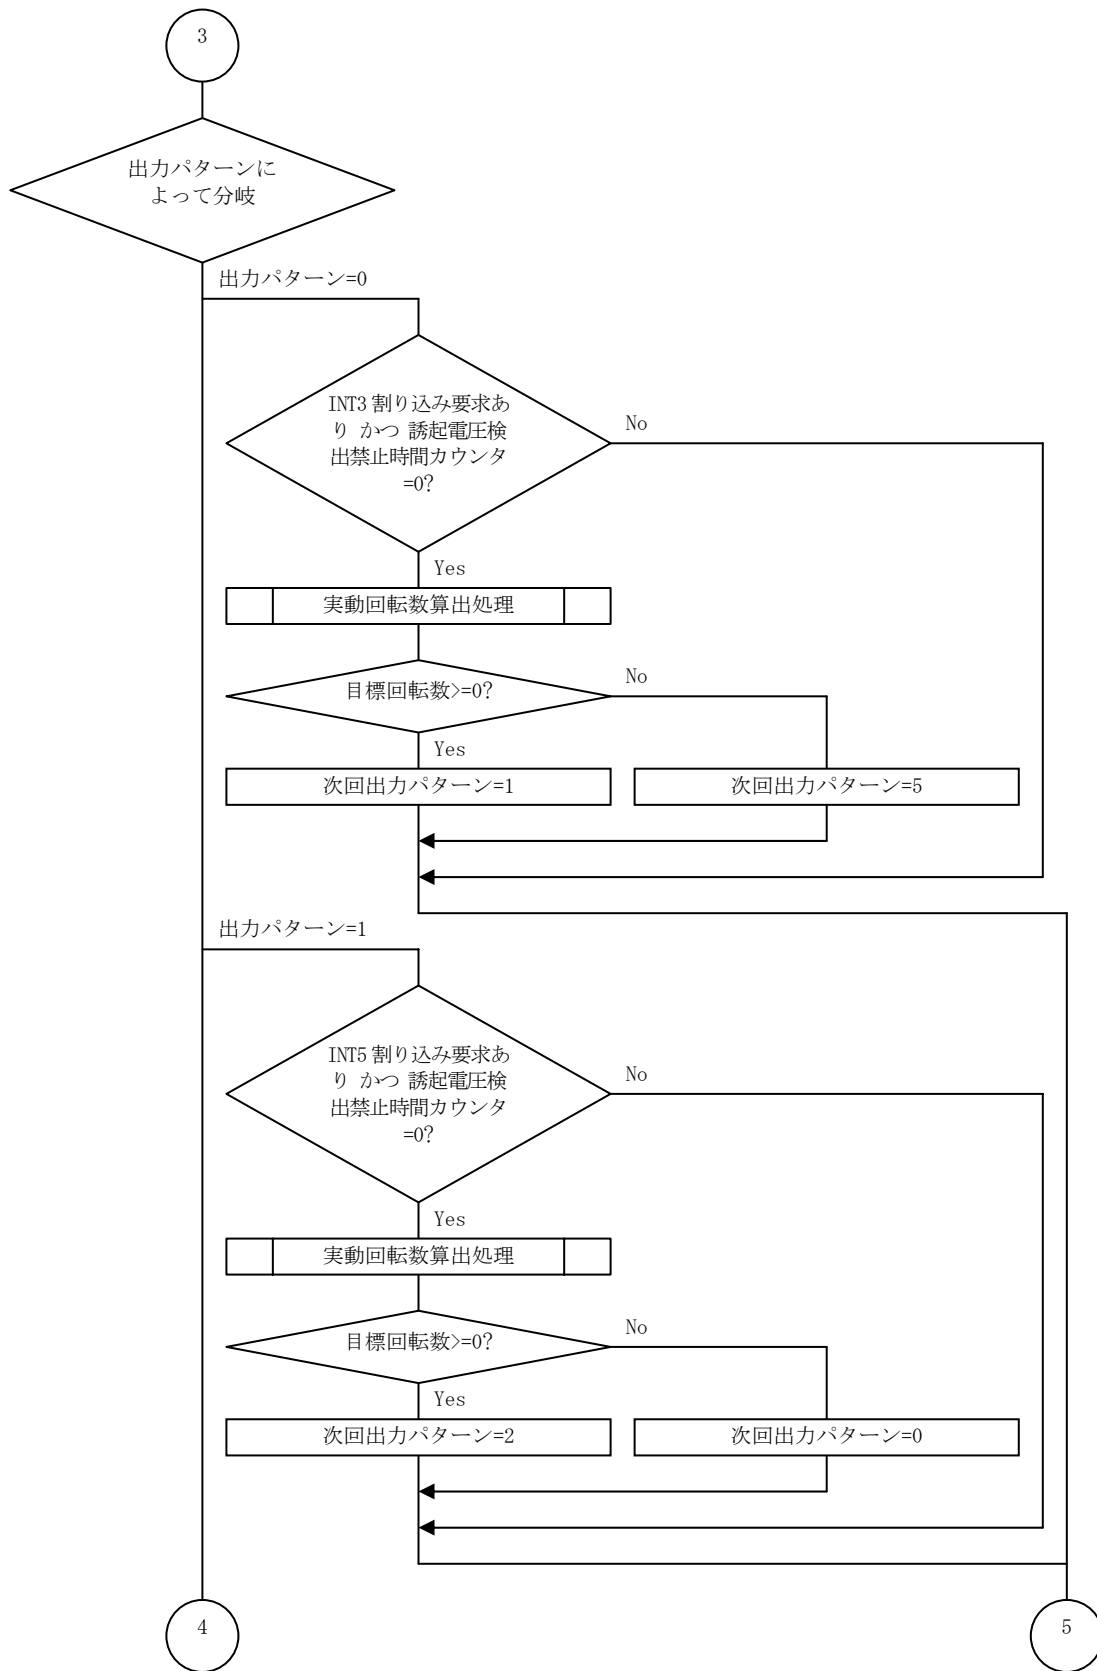 3
出力パターンに
よって分岐
出力パターン=0
INT3 割り込み要求あ
り かつ 誘起電圧検
出禁止時間カウンタ
=0?
No
Yes
実動回転数算出処理
目標回転数>=0?
No
Yes
次回出力パターン=1
次回出力パターン=5
出力パターン=1
INT5 割り込み要求あ
り かつ 誘起電圧検
出禁止時間カウンタ
=0?
No
Yes
実動回転数算出処理
目標回転数>=0?
No
Yes
次回出力パターン=2
次回出力パターン=0
4
5